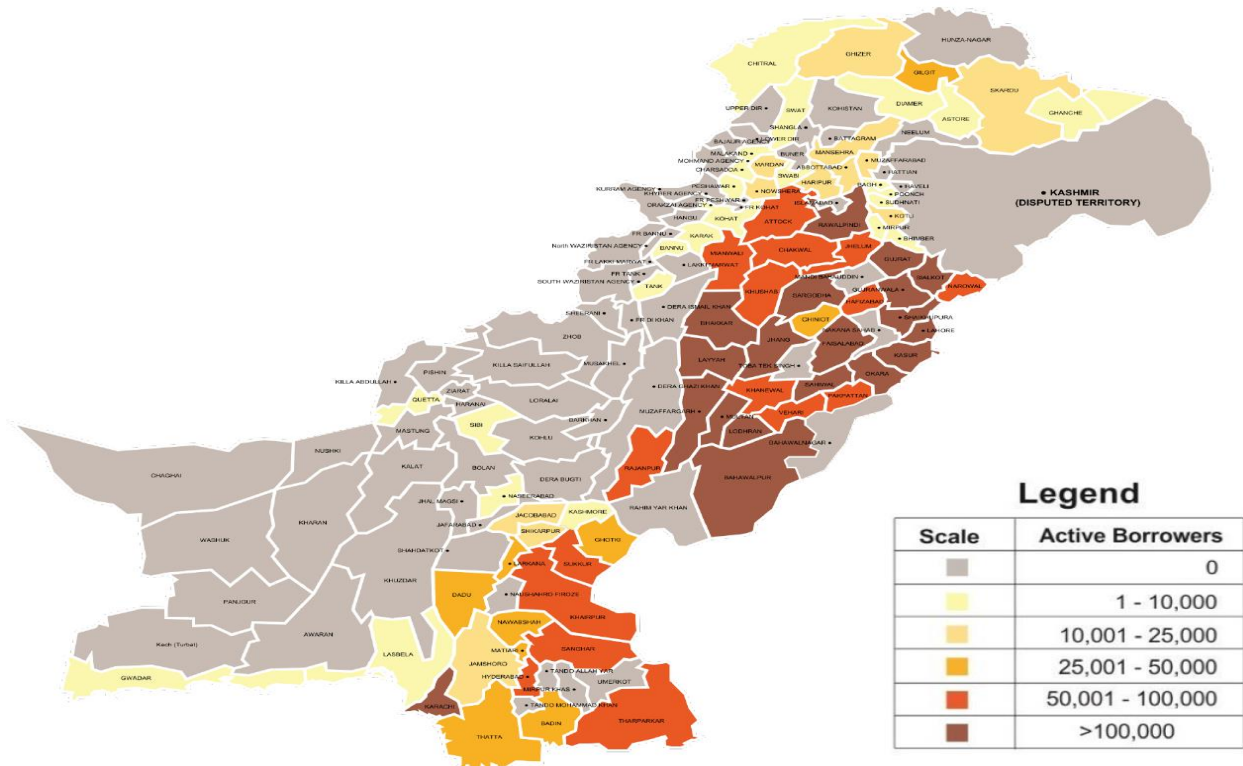 HUNZA-NAGAR
GHIZER
CHITRAL
GILGIT
SKARDU
DIAMER
GHANCHE
ASTORE
UPPER DIR
SWAT
KOHISTAN
SHANGLA
LOWER DIR
BATTAGRAM
NEELUM
BAJAUR AGENCY
MALAKAND
BUNER
MANSEHRA
MOHMAND AGENCY
MARDAN
ABBOTTABAD
MUZAFFARABAD
HATTIAN
CHARSADDA
SWABI
HARIPUR
BAGH
HAVELI
POONCH
KURRAM AGENCY
PESHAWAR
NOWSHERA
KHYBER AGENCY
FR PESHAWAR
ISLAMABAD
SUDHNATI
KASHMIR
(DISPUTED TERRITORY)
ORAKZAI AGENCY
FR KOHAT
HANGU
KOHAT
ATTOCK
RAWALPINDI
KOTLI
MIRPUR
BHIMBER
FR BANNU
KARAK
North WAZIRISTAN AGENCY
BANNU
MIANWALI
CHAKWAL
JHELUM
FR LAKKI MARWAT
LAKKI MARWAT
GUJRAT
FR TANK
SOUTH WAZIRISTAN AGENCY
TANK
KHUSHAB
MANDI BAHAUDDIN
SIALKOT
NAROWAL
SARGODHA
GUJRANWALA
HAFIZABAD
DERA ISMAIL KHAN
SHEERANI
FR DI KHAN
BHAKKAR
CHINIOT
SHAIKHUPURA
NAKANA SAHAB
LAHORE
ZHOB
JHANG
FAISALABAD
KASUR
KILLA SAIFULLAH
MUSAKHEL
LAYYAH
TOBA TEK SINGH
OKARA
PISHIN
KILLA ABDULLAH
ZIARAT
HARANAI
LORALAI
DERA GHAZI KHAN
KHANEWAL
SAHIWAL
PAKPATTAN
QUETTA
BARKHAN
MUZAFFARGARH
MULTAN
VEHARI
MASTUNG
SIBI
KOHLU
LODHRAN
BAHAWALNAGAR
NUSHKI
KALAT
BOLAN
RAJANPUR
BAHAWALPUR
CHAGHAI
DERA BUGTI
NASEERABAD
JHAL MAGSI
RAHIM YAR KHAN
KHARAN
JACOBABAD
KASHMORE
JAFARABAD
SHIKARPUR
WASHUK
SHAHDATKOT
GHOTKI
LARKANA
SUKKUR
KHUZDAR
PANJGUR
DADU
NAUSHAHRO FIROZE
KHAIRPUR
AWARAN
NAWABSHAH
Kech (Turbat)
LASBELA
MATIARI
SANGHAR
JAMSHORO
TANDO ALLAH YAR
GWADAR
HYDERABAD
MIRPUR KHAS
UMERKOT
KARACHI
TANDO MOHAMMAD KHAN
THARPARKAR
BADIN
THATTA
Legend
Scale Active Borrowers
0
1 - 10,000
10,001 - 25,000
25,001 - 50,000
50,001 - 100,000
>100,000